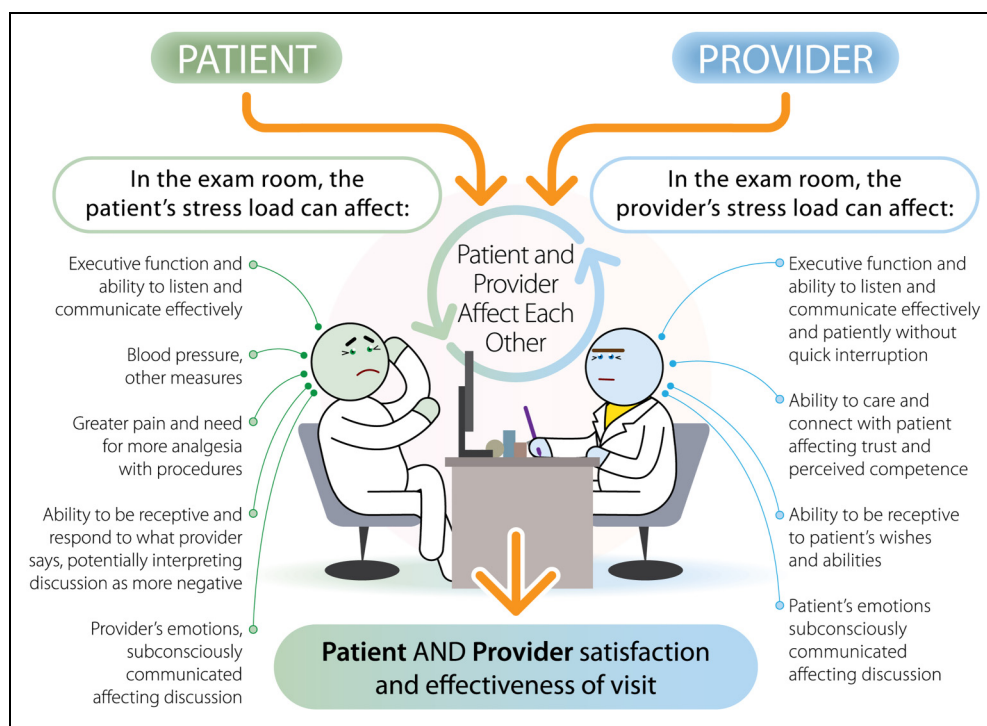 PATIENT
PROVIDER
In the exam room, the
patient's stress load can affect:
In the exam room, the
provider's stress load can affect:
Patient and
Provider
Affect Each
Other
Executive function and
ability to listen and
communicate effectively
Blood pressure,
other measures
Greater pain and need
for more analgesia
with procedures
Ability to be receptive and
respond to what provider
says, potentially interpreting
discussion as more negative
Provider's emotions,
subconsciously
communicated
affecting discussion
Executive function and
ability to listen and
communicate effectively
and patiently without
quick interruption
Ability to care and
connect with patient
affecting trust and
perceived competence
Ability to be receptive
to patient's wishes
and abilities
Patient's emotions
subconsciously
communicated
affecting discussion
Patient AND Provider satisfaction
and effectiveness of visit